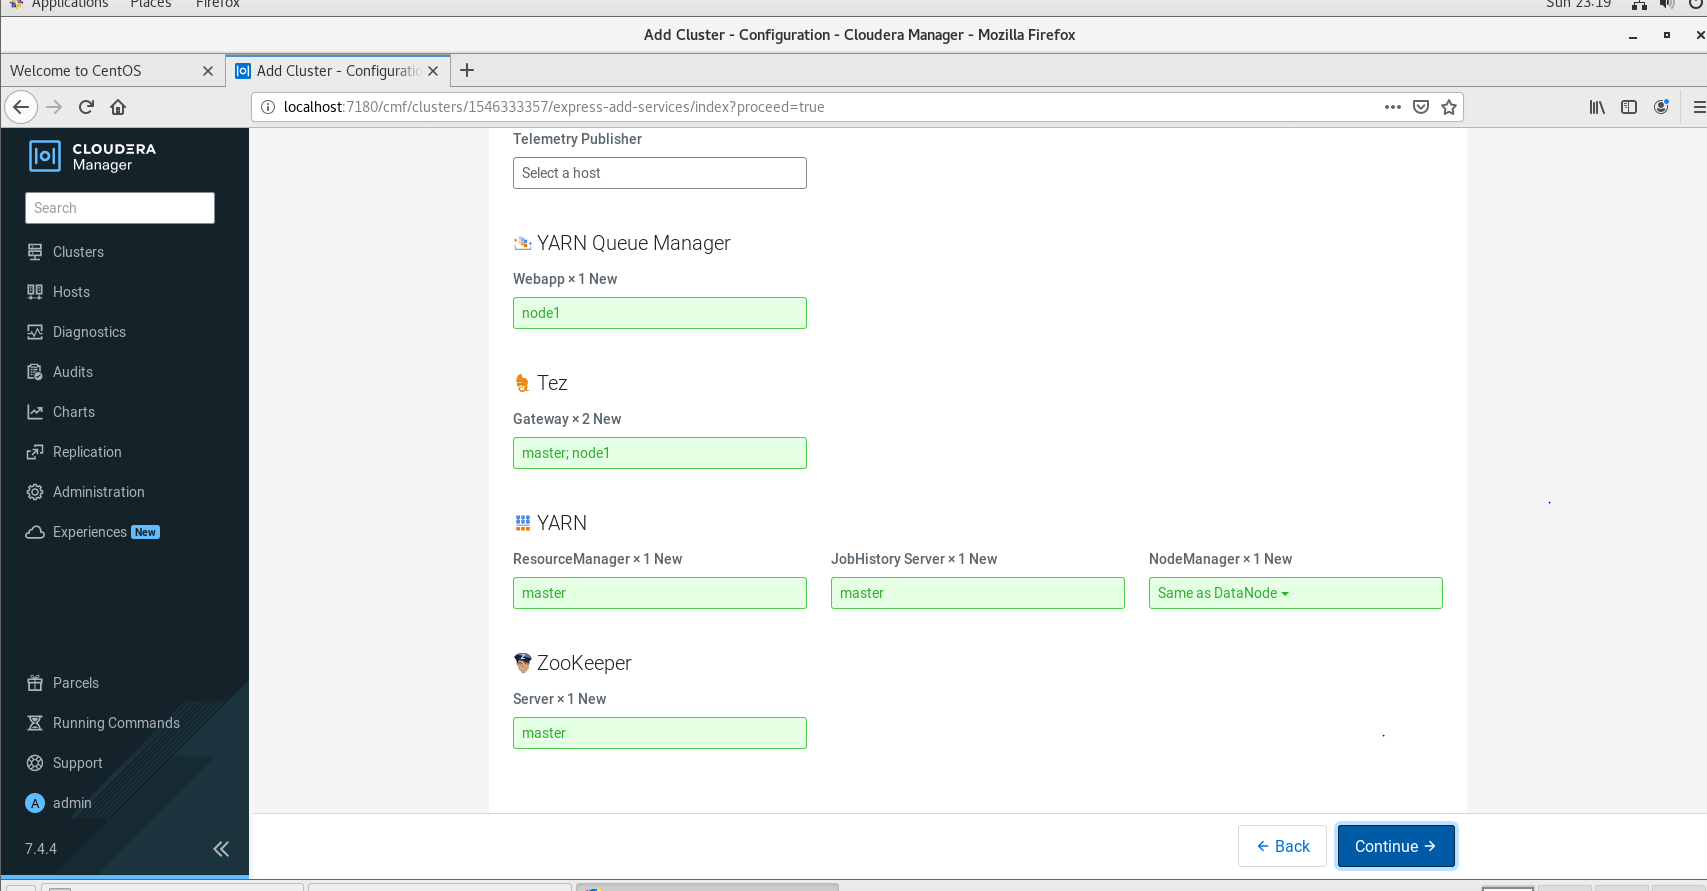 Applications Places Firefox Sun 23:19
Add Cluster - Configuration - Cloudera Manager - Mozilla Firefox
Welcome to CentOS Add Cluster - Configuratio
localhost:7180/cmf/clusters/1546333357/express-add-services/index?proceed=true
CLOUDERA
Manager
Search
Clusters
Hosts
Diagnostics
Audits
Charts
Replication
Administration
Experiences New
Parcels
Running Commands
Support
A admin
7.4.4
Telemetry Publisher
Select a host
YARN Queue Manager
Webapp × 1 New
node1
Tez
Gateway × 2 New
master; node1
YARN
ResourceManager × 1 New JobHistory Server × 1 New NodeManager × 1 New
master master Same as DataNode
ZooKeeper
Server × 1 New
master
← Back Continue →